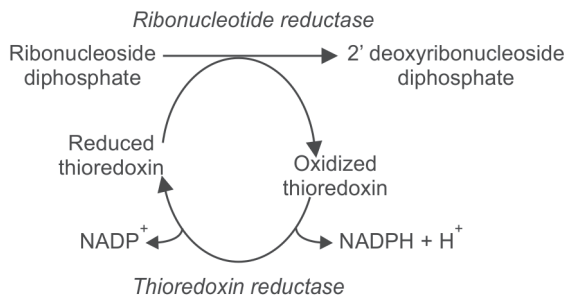 Ribonucleotide reductase
Ribonucleoside
diphosphate
2' deoxyribonucleoside
diphosphate
Reduced
thioredoxin
Oxidized
thioredoxin
NADP⁺
NADPH + H⁺
Thioredoxin reductase